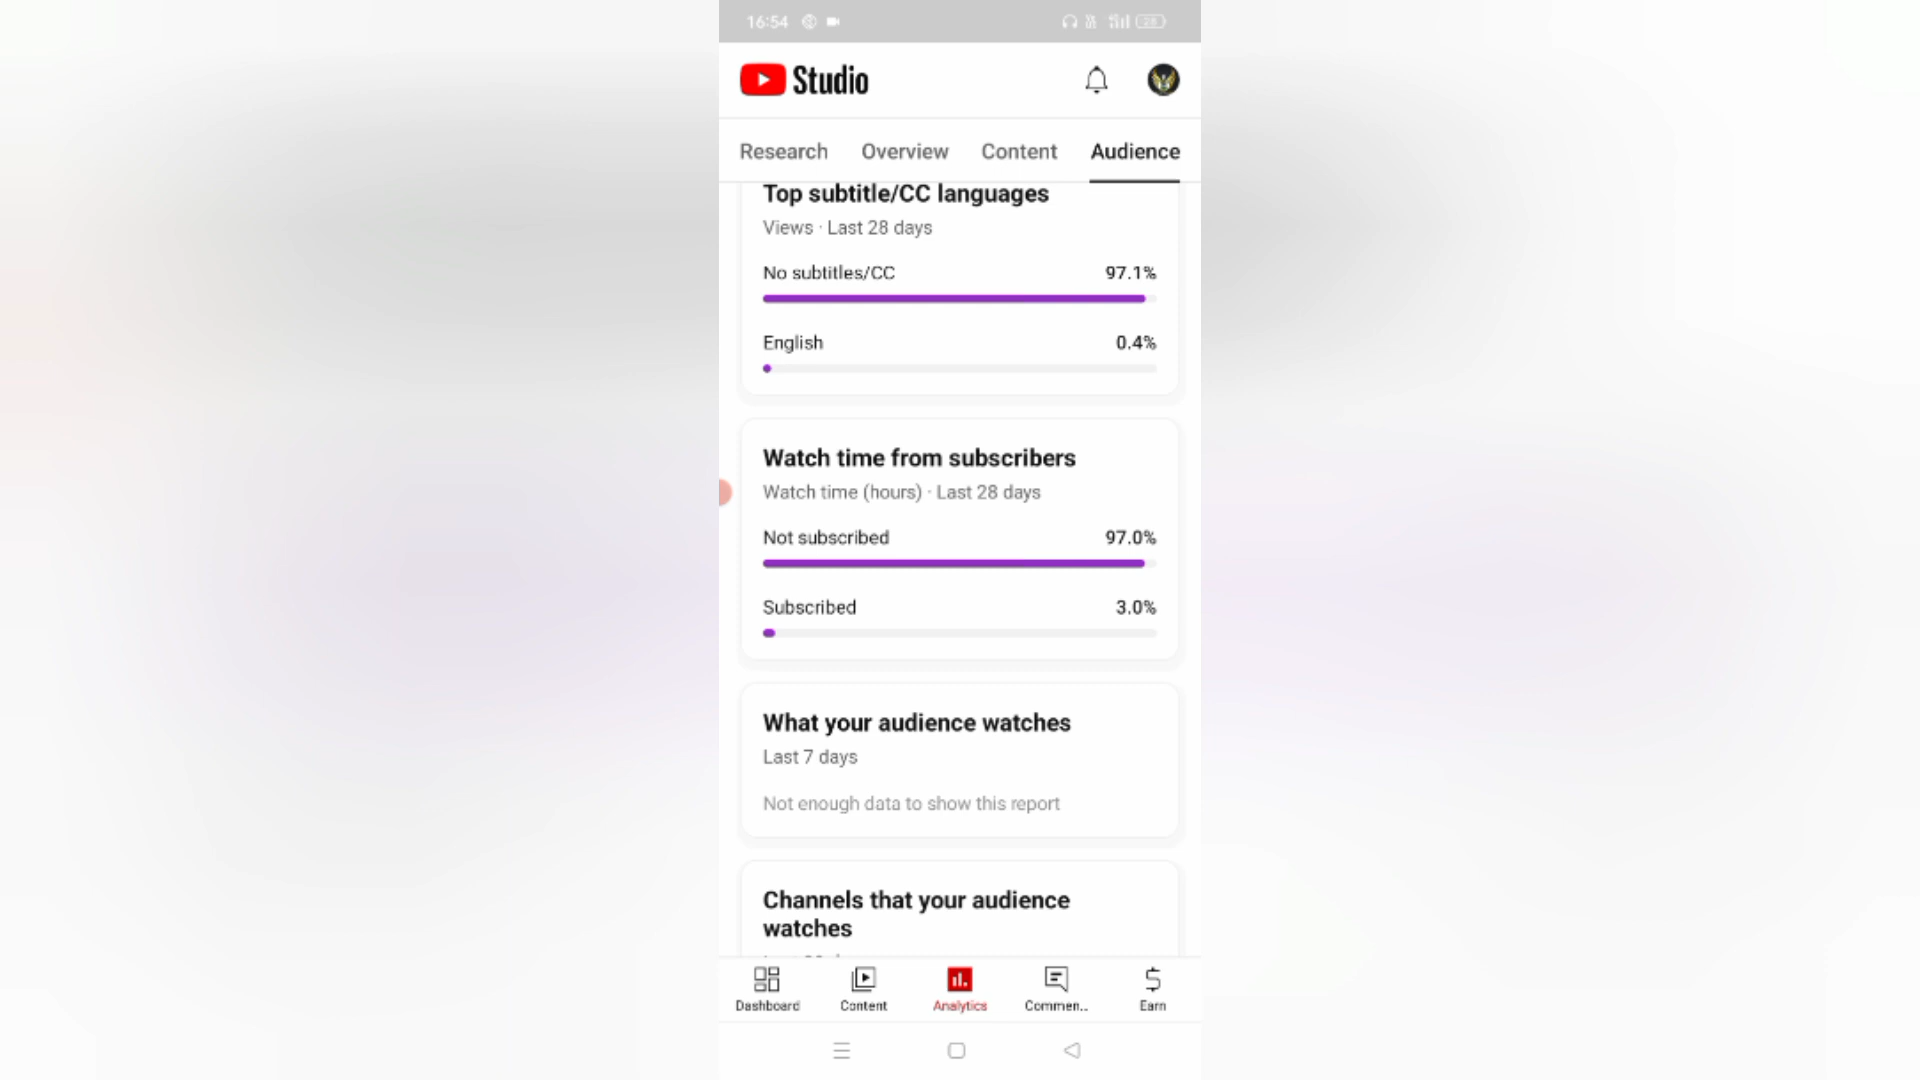 16:54
28
Studio
Research Overview Content Audience
Top subtitle/CC languages
Views · Last 28 days
No subtitles/CC 97.1%
English 0.4%
Watch time from subscribers
Watch time (hours) · Last 28 days
Not subscribed 97.0%
Subscribed 3.0%
What your audience watches
Last 7 days
Not enough data to show this report
Channels that your audience
watches
Dashboard Content Analytics Commen.. Earn